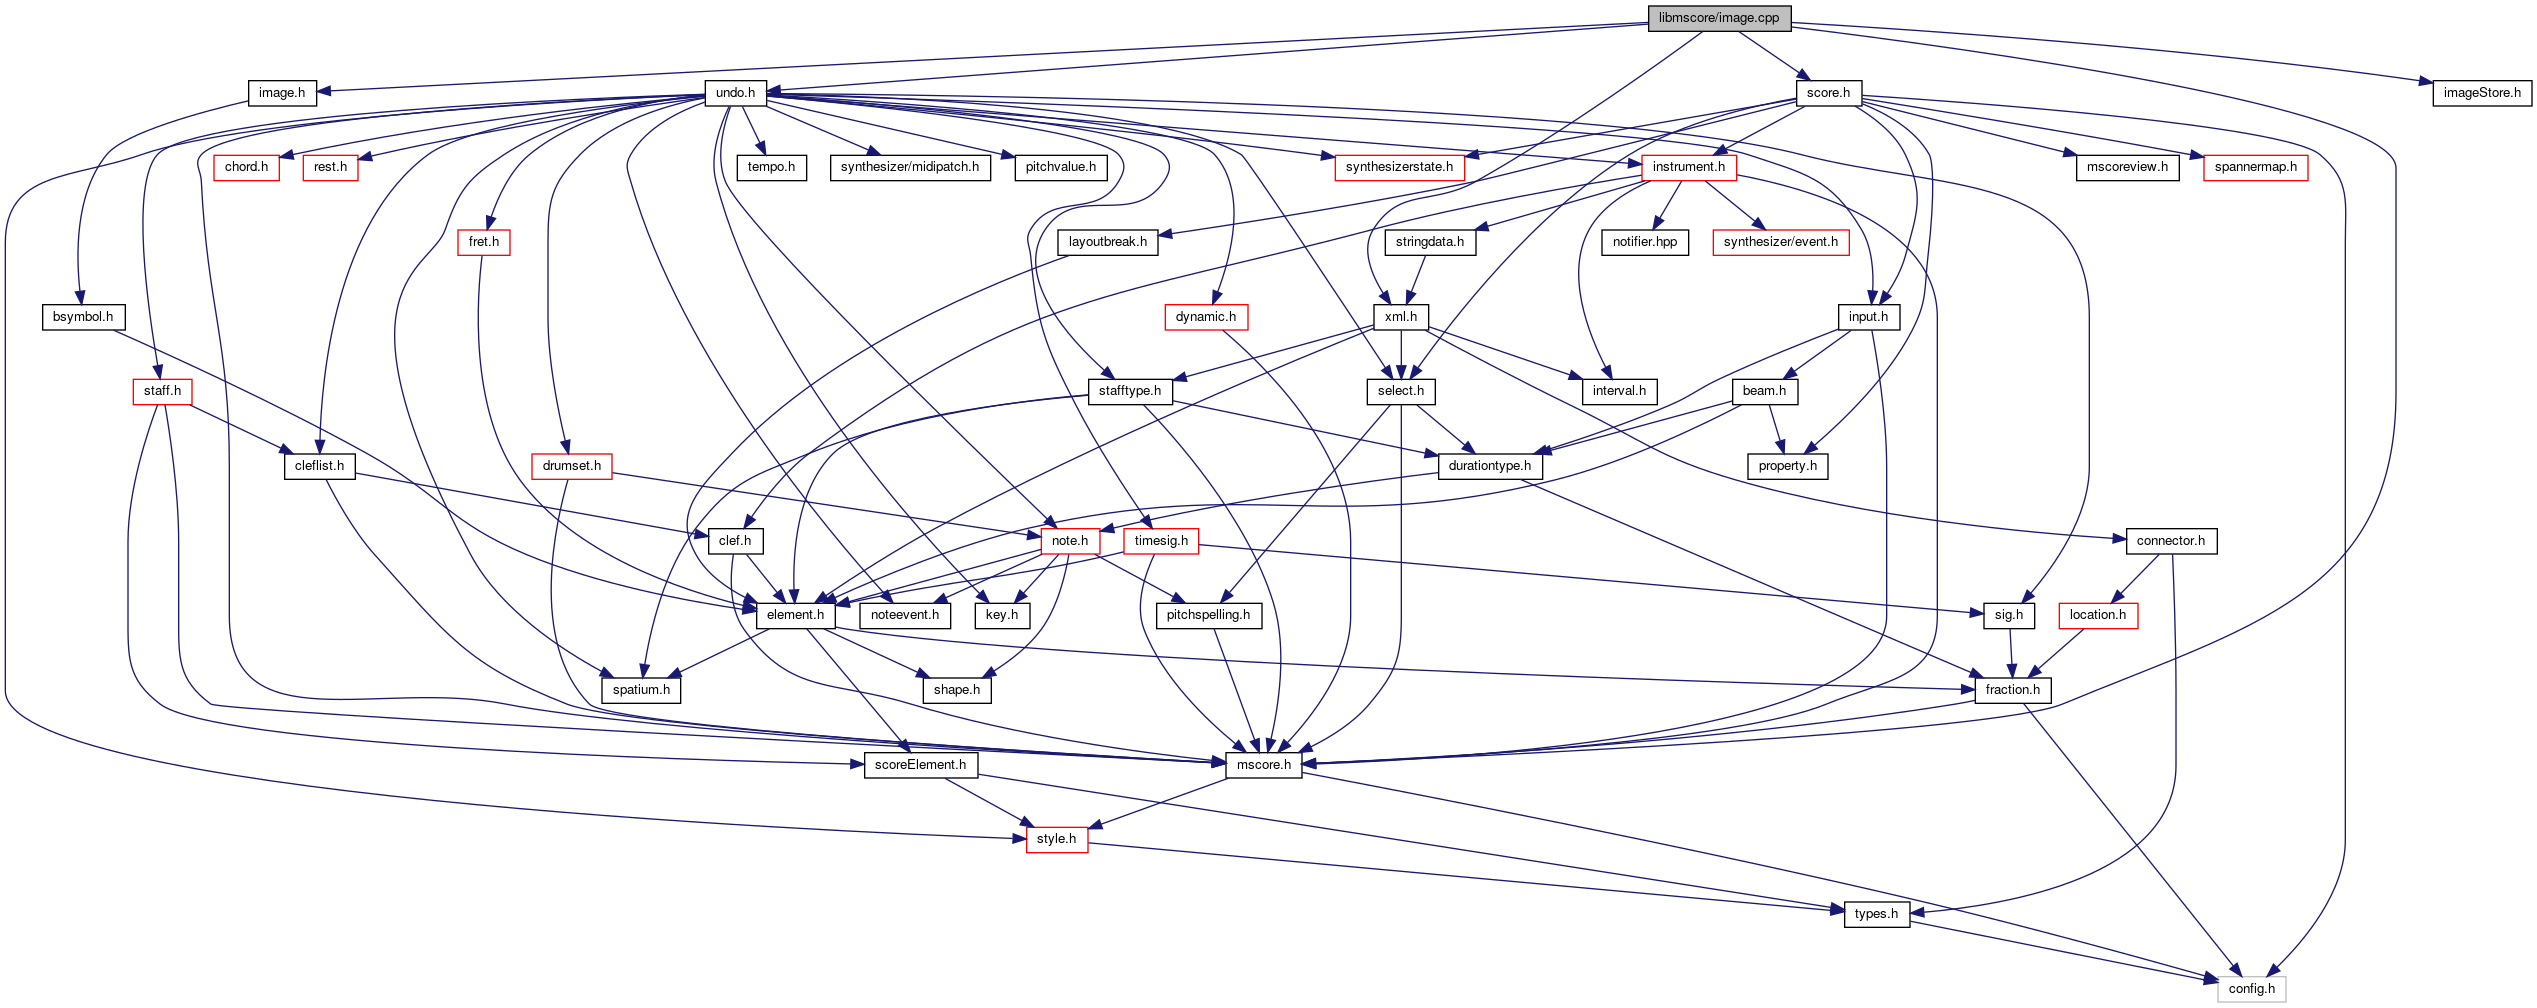 libmscore/image.cpp
image.h
undo.h
score.h
imageStore.h
chord.h
rest.h
tempo.h
synthesizer/midipatch.h
pitchvalue.h
synthesizerstate.h
instrument.h
mscoreview.h
spannermap.h
fret.h
layoutbreak.h
stringdata.h
notifier.hpp
synthesizer/event.h
bsymbol.h
dynamic.h
xml.h
input.h
staff.h
stafftype.h
select.h
interval.h
beam.h
cleflist.h
drumset.h
durationtype.h
property.h
clef.h
note.h
timesig.h
connector.h
element.h
noteevent.h
key.h
pitchspelling.h
sig.h
location.h
spatium.h
shape.h
fraction.h
scoreElement.h
mscore.h
style.h
types.h
config.h